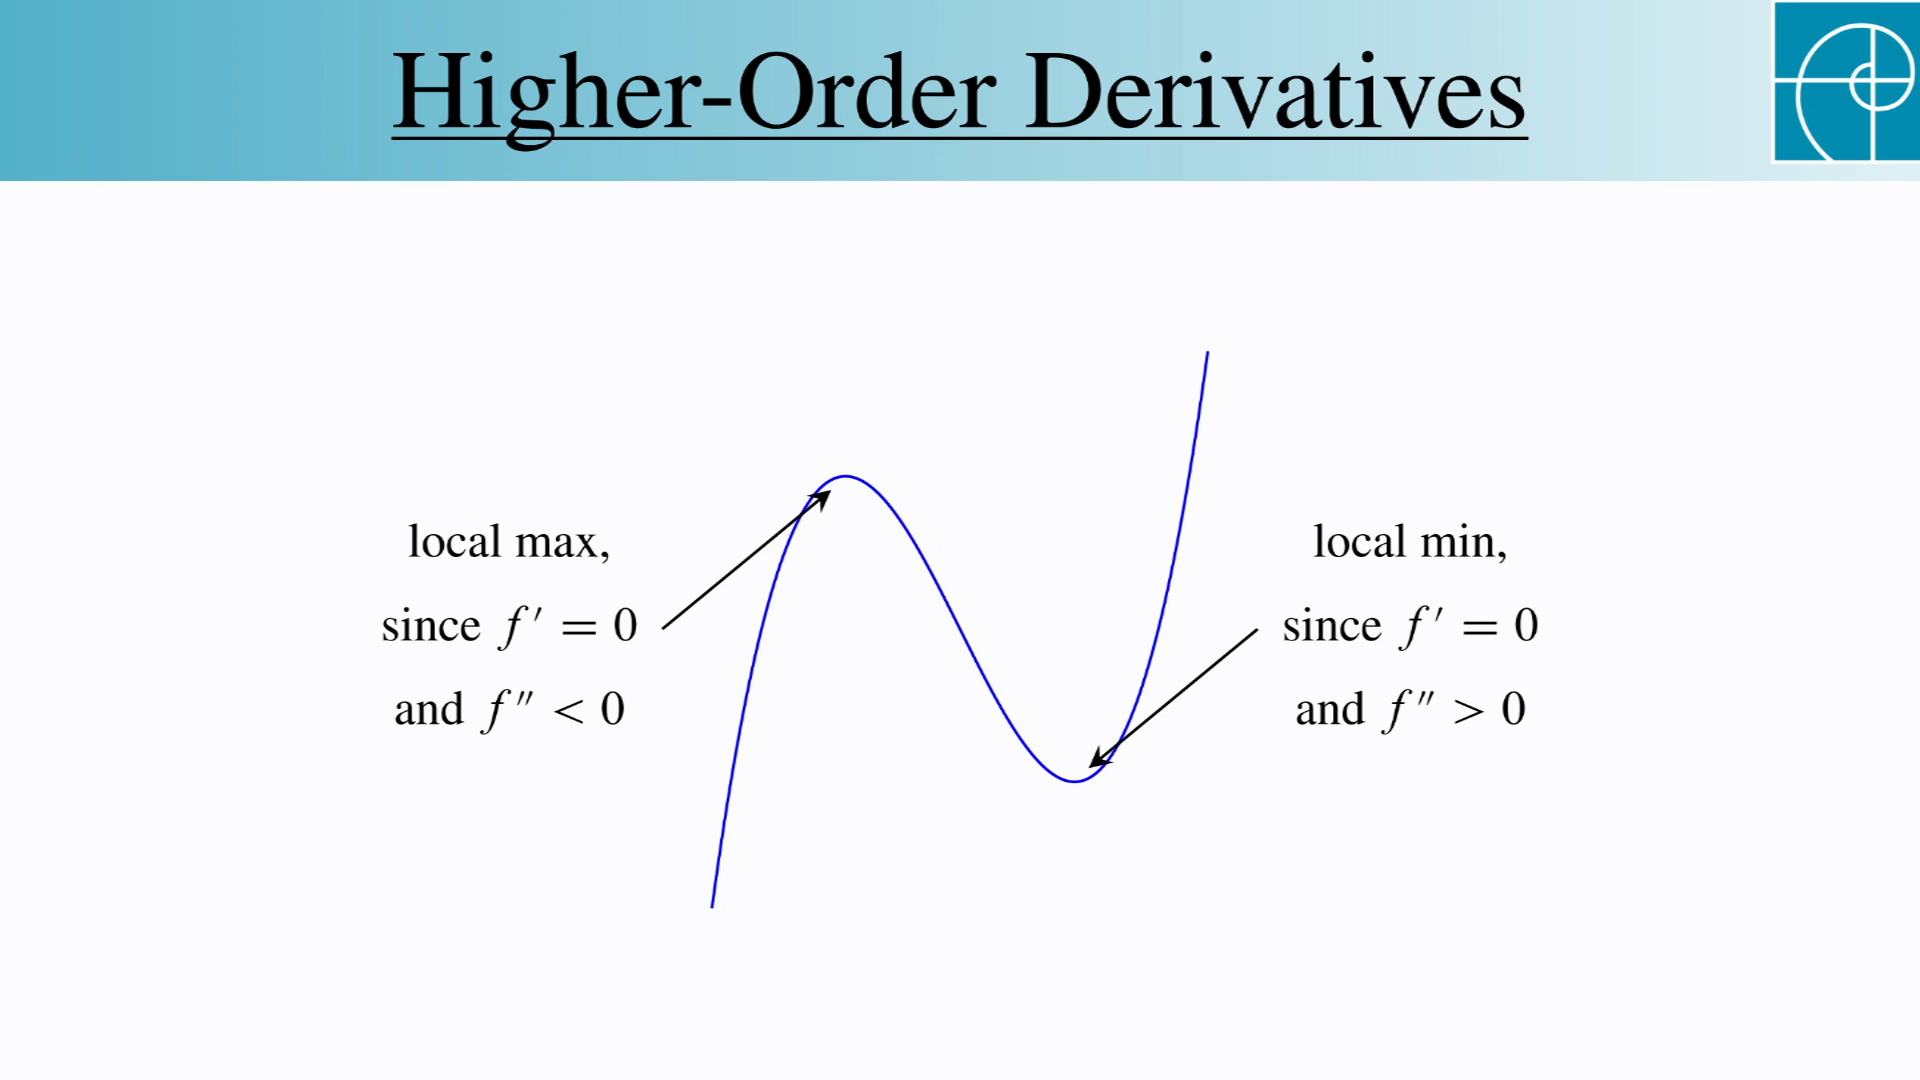 Higher-Order Derivatives
local max,
since f′ = 0
and f″ < 0
local min,
since f′ = 0
and f″ > 0